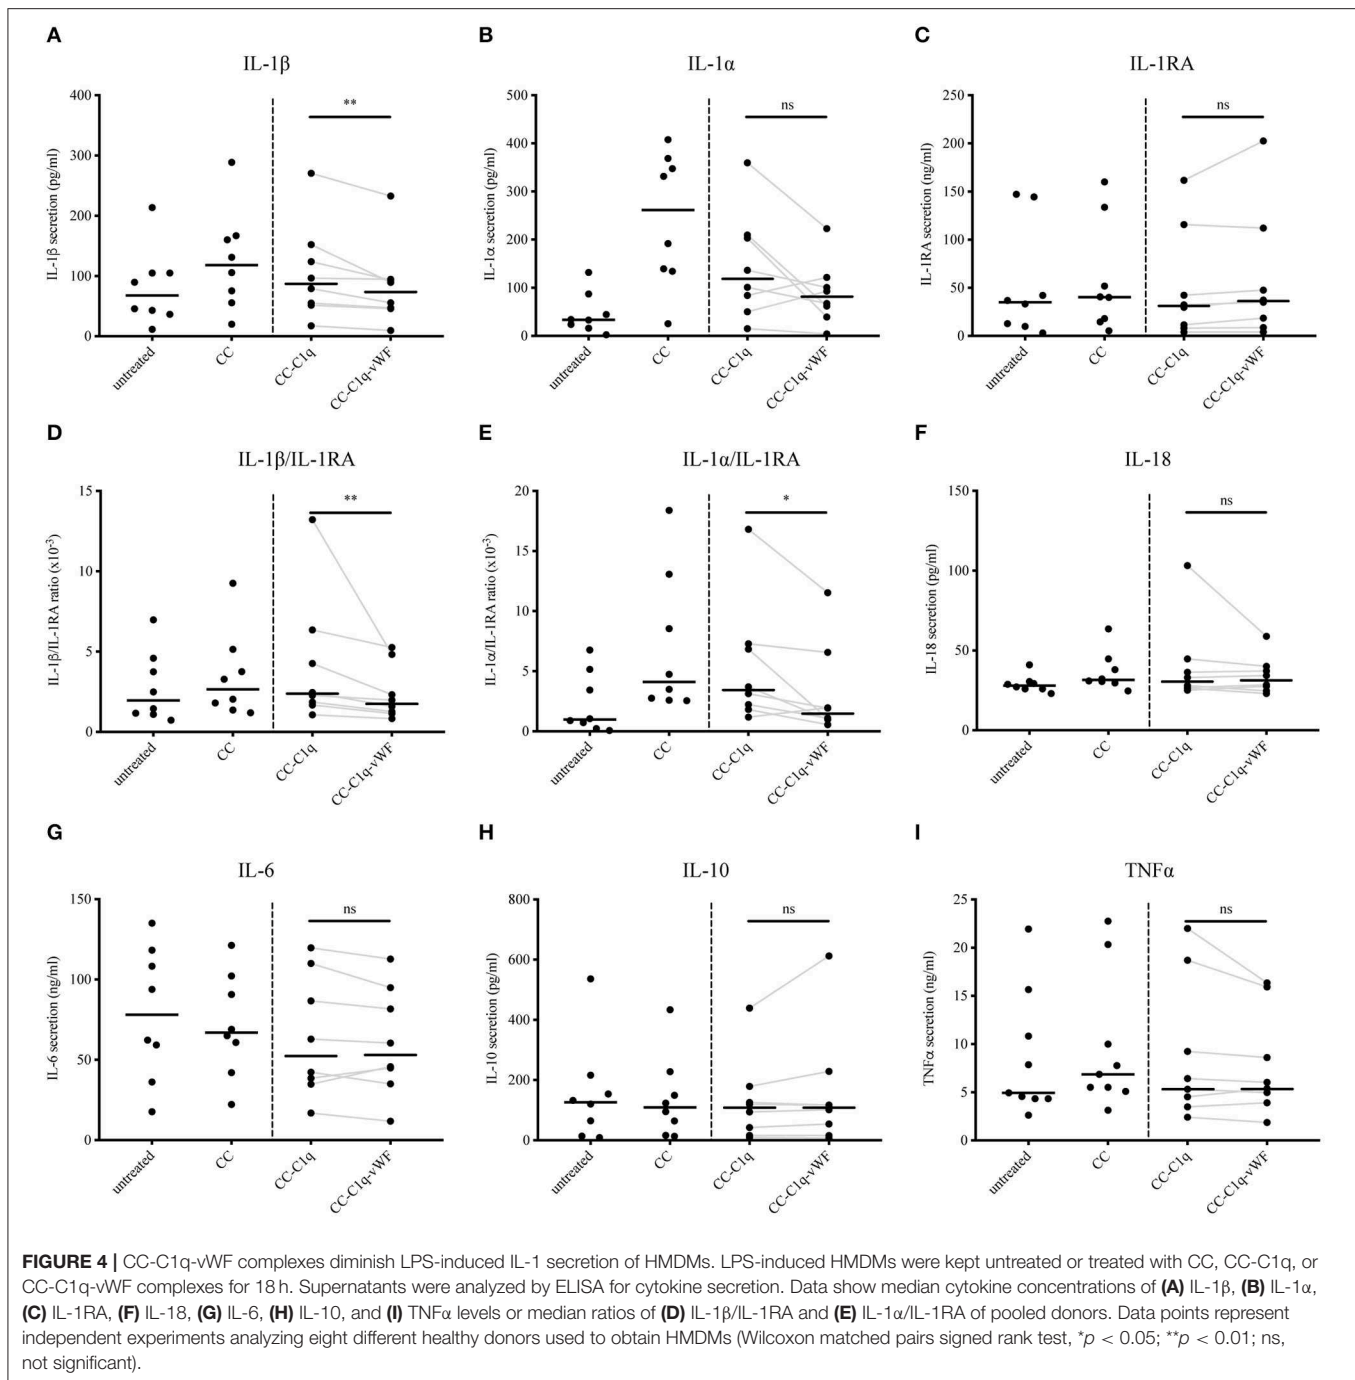 A
IL-1β
IL-1β secretion (pg/ml)
400
300
200
100
0
**
untreated
CC
CC-C1q
CC-C1q-vWF
B
IL-1α
IL-1α secretion (pg/ml)
500
400
300
200
100
0
ns
untreated
CC
CC-C1q
CC-C1q-vWF
C
IL-1RA
IL-1RA secretion (ng/ml)
250
200
150
100
50
0
ns
untreated
CC
CC-C1q
CC-C1q-vWF
D
IL-1β/IL-1RA
IL-1β/IL-1RA ratio (x10⁻³)
15
10
5
0
**
untreated
CC
CC-C1q
CC-C1q-vWF
E
IL-1α/IL-1RA
IL-1α/IL-1RA ratio (x10⁻³)
20
15
10
5
0
*
untreated
CC
CC-C1q
CC-C1q-vWF
F
IL-18
IL-18 secretion (pg/ml)
150
100
50
0
ns
untreated
CC
CC-C1q
CC-C1q-vWF
G
IL-6
IL-6 secretion (ng/ml)
150
100
50
0
ns
untreated
CC
CC-C1q
CC-C1q-vWF
H
IL-10
IL-10 secretion (pg/ml)
800
600
400
200
0
ns
untreated
CC
CC-C1q
CC-C1q-vWF
I
TNFα
TNFα secretion (ng/ml)
25
20
15
10
5
0
ns
untreated
CC
CC-C1q
CC-C1q-vWF
FIGURE 4 | CC-C1q-vWF complexes diminish LPS-induced IL-1 secretion of HMDMs. LPS-induced HMDMs were kept untreated or treated with CC, CC-C1q, or
CC-C1q-vWF complexes for 18 h. Supernatants were analyzed by ELISA for cytokine secretion. Data show median cytokine concentrations of (A) IL-1β, (B) IL-1α,
(C) IL-1RA, (F) IL-18, (G) IL-6, (H) IL-10, and (I) TNFα levels or median ratios of (D) IL-1β/IL-1RA and (E) IL-1α/IL-1RA of pooled donors. Data points represent
independent experiments analyzing eight different healthy donors used to obtain HMDMs (Wilcoxon matched pairs signed rank test, *p < 0.05; **p < 0.01; ns,
not significant).